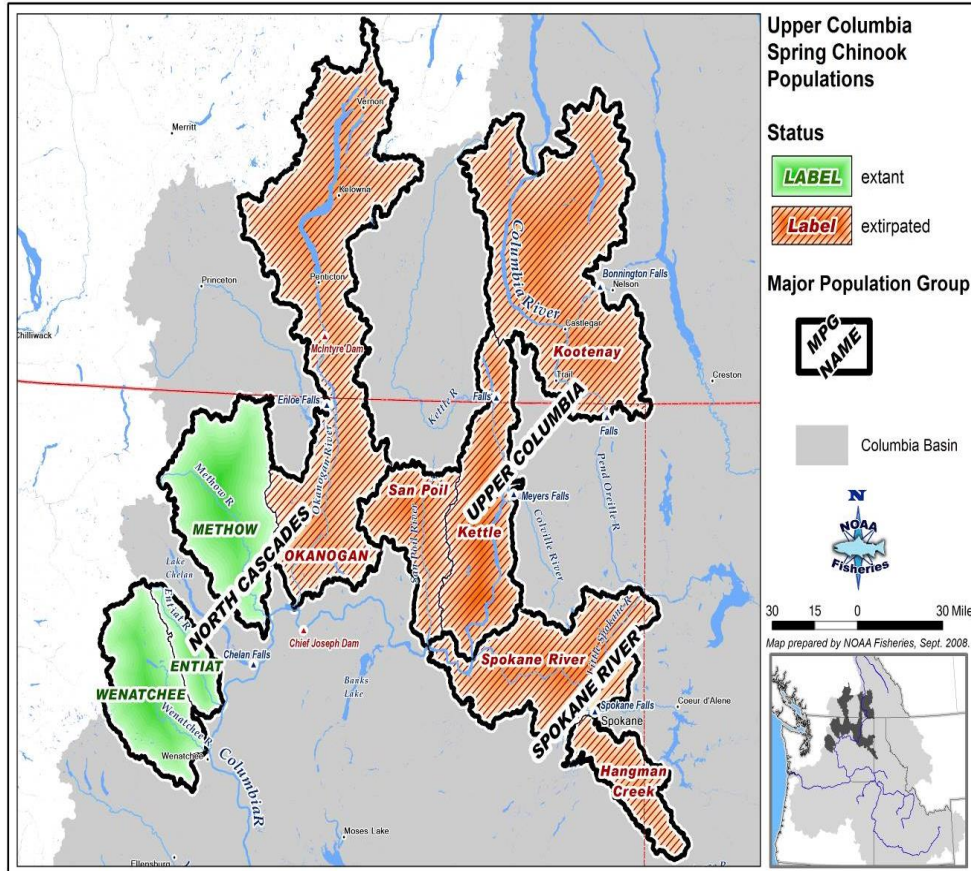 Upper Columbia
Spring Chinook
Populations
Status
LABEL
extant
Label
extirpated
Major Population Group
MPG
NAME
Columbia Basin
N
NOAA
Fisheries
30 15 0 30 Mile
Map prepared by NOAA Fisheries, Sept. 2008.
Vernon
Merritt
Kelowna
Princeton
Penticton
McIntyre Dam
Chilliwack
Columbia River
Bonnington Falls
Nelson
Castlegar
Kootenay
Trail
Creston
Enloe Falls
Kettle R
Falls
Falls
UPPER COLUMBIA
Methow R
METHOW
Okanogan River
OKANOGAN
San Poil
San Poil River
Kettle
Meyers Falls
Colville River
Pend Oreille R
Lake
Chelan
Entiat R
NORTH CASCADES
ENTIAT
WENATCHEE
Chelan Falls
Chief Joseph Dam
Wenatchee R
Wenatchee
Columbia R
Banks
Lake
Spokane River
Little Spokane R
SPOKANE RIVER
Spokane Falls
Spokane
Coeur d'Alene
Hangman
Creek
Moses Lake
Ellensburg